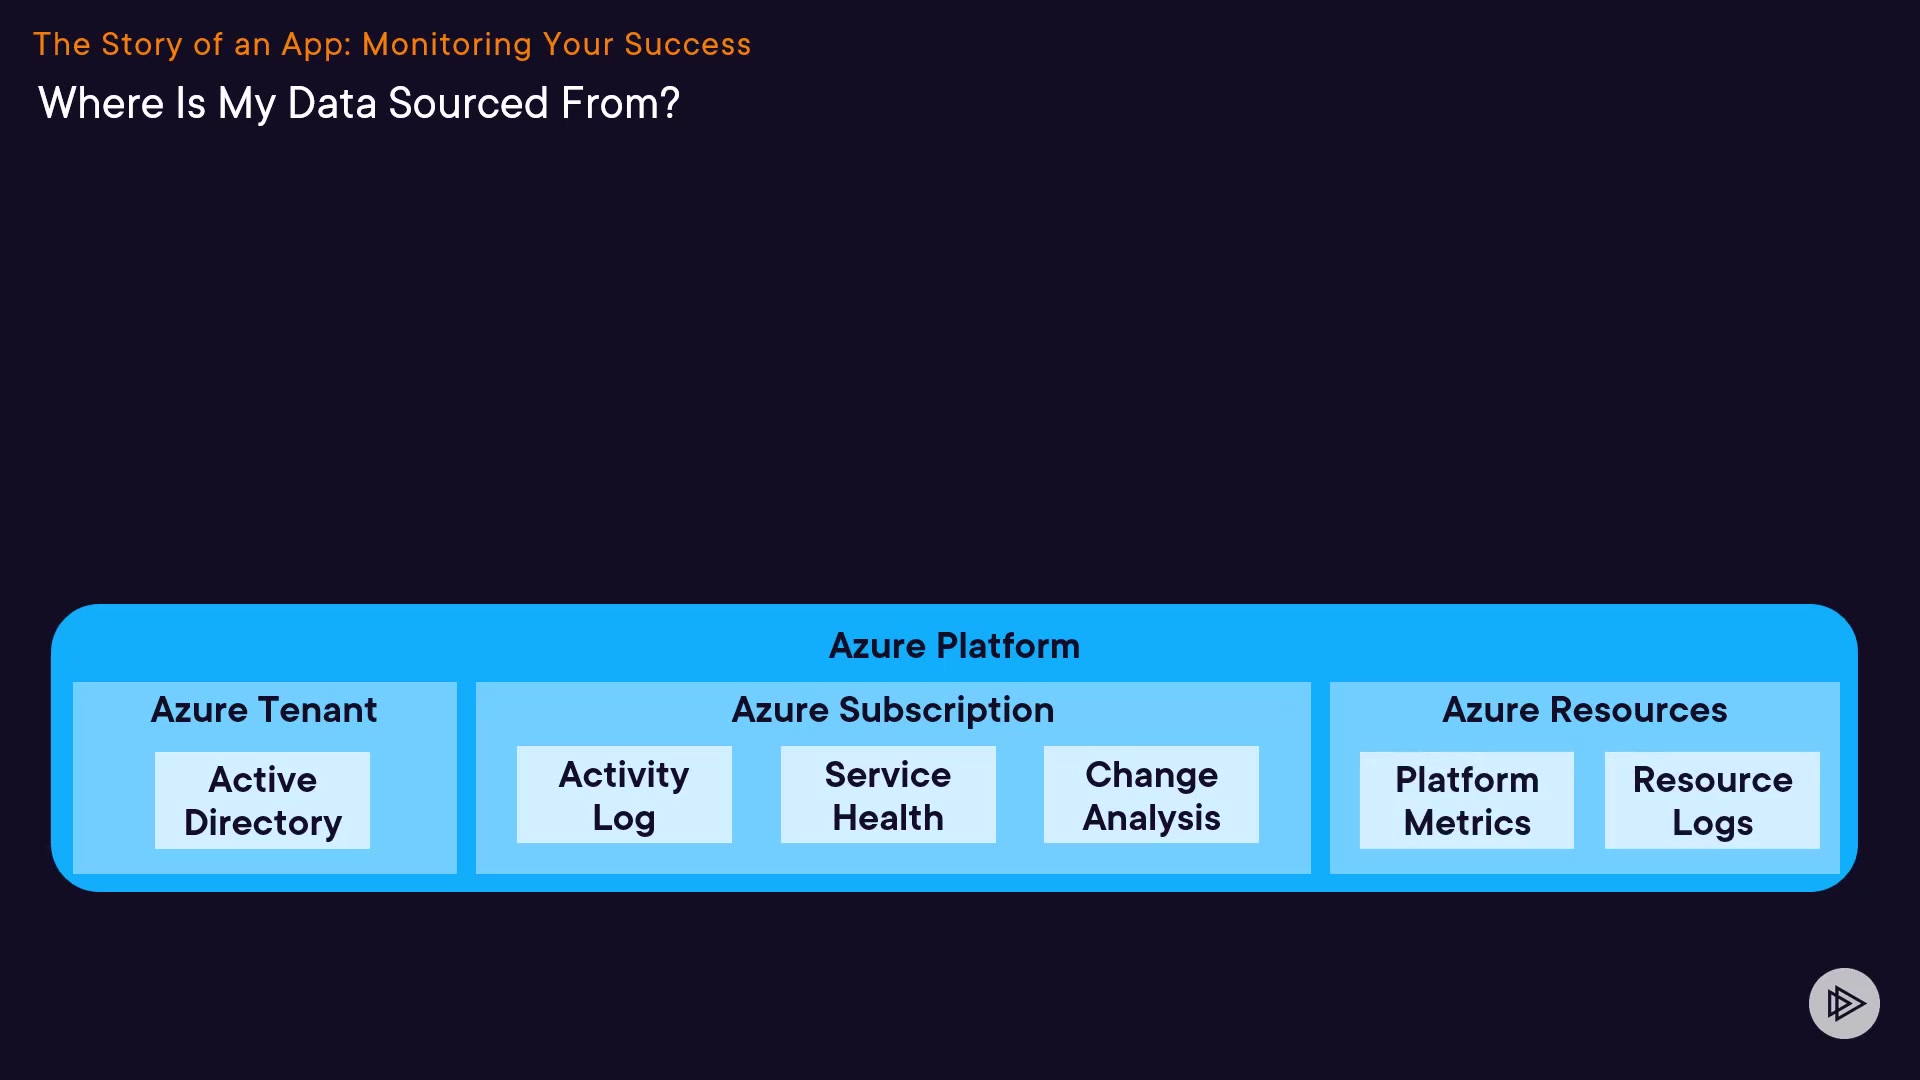 The Story of an App: Monitoring Your Success
Where Is My Data Sourced From?
Azure Platform
Azure Tenant
Active
Directory
Azure Subscription
Activity
Log
Service
Health
Change
Analysis
Azure Resources
Platform
Metrics
Resource
Logs